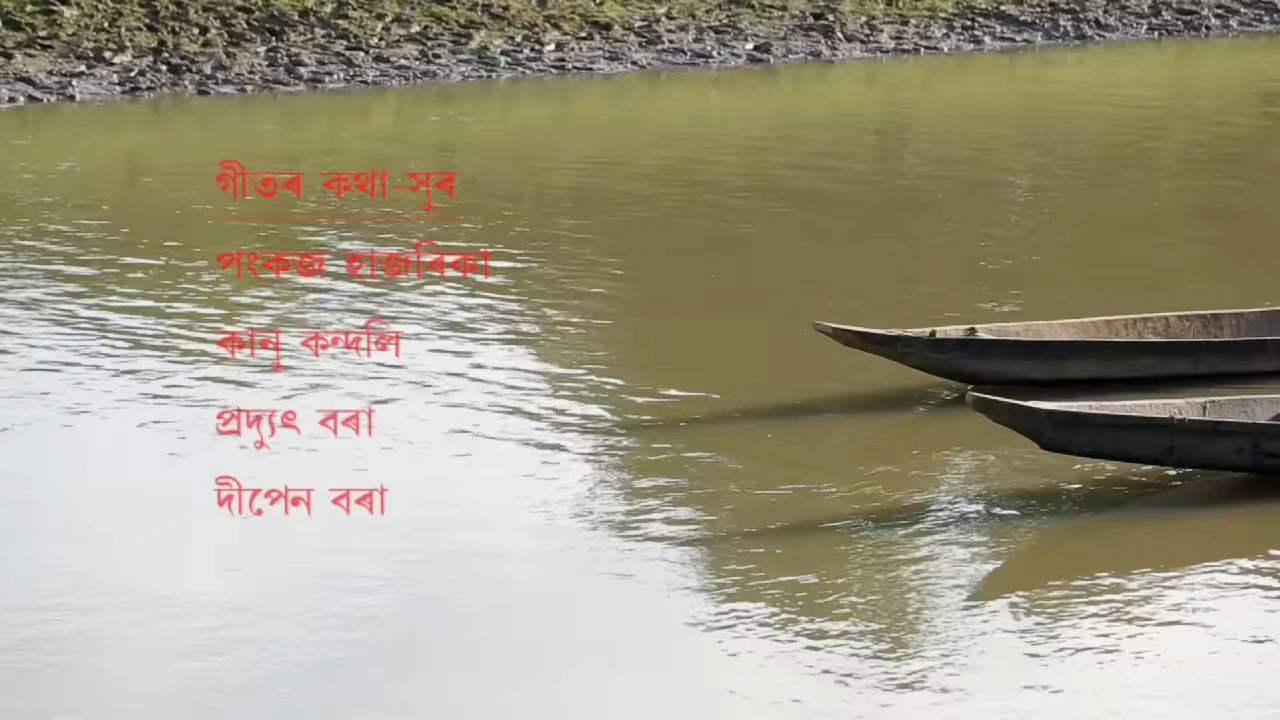 গীতৰ কথা-সুৰ
পংকজ হাজৰিকা
কানু কন্দলি
প্ৰদ্যুৎ বৰা
দীপেন বৰা